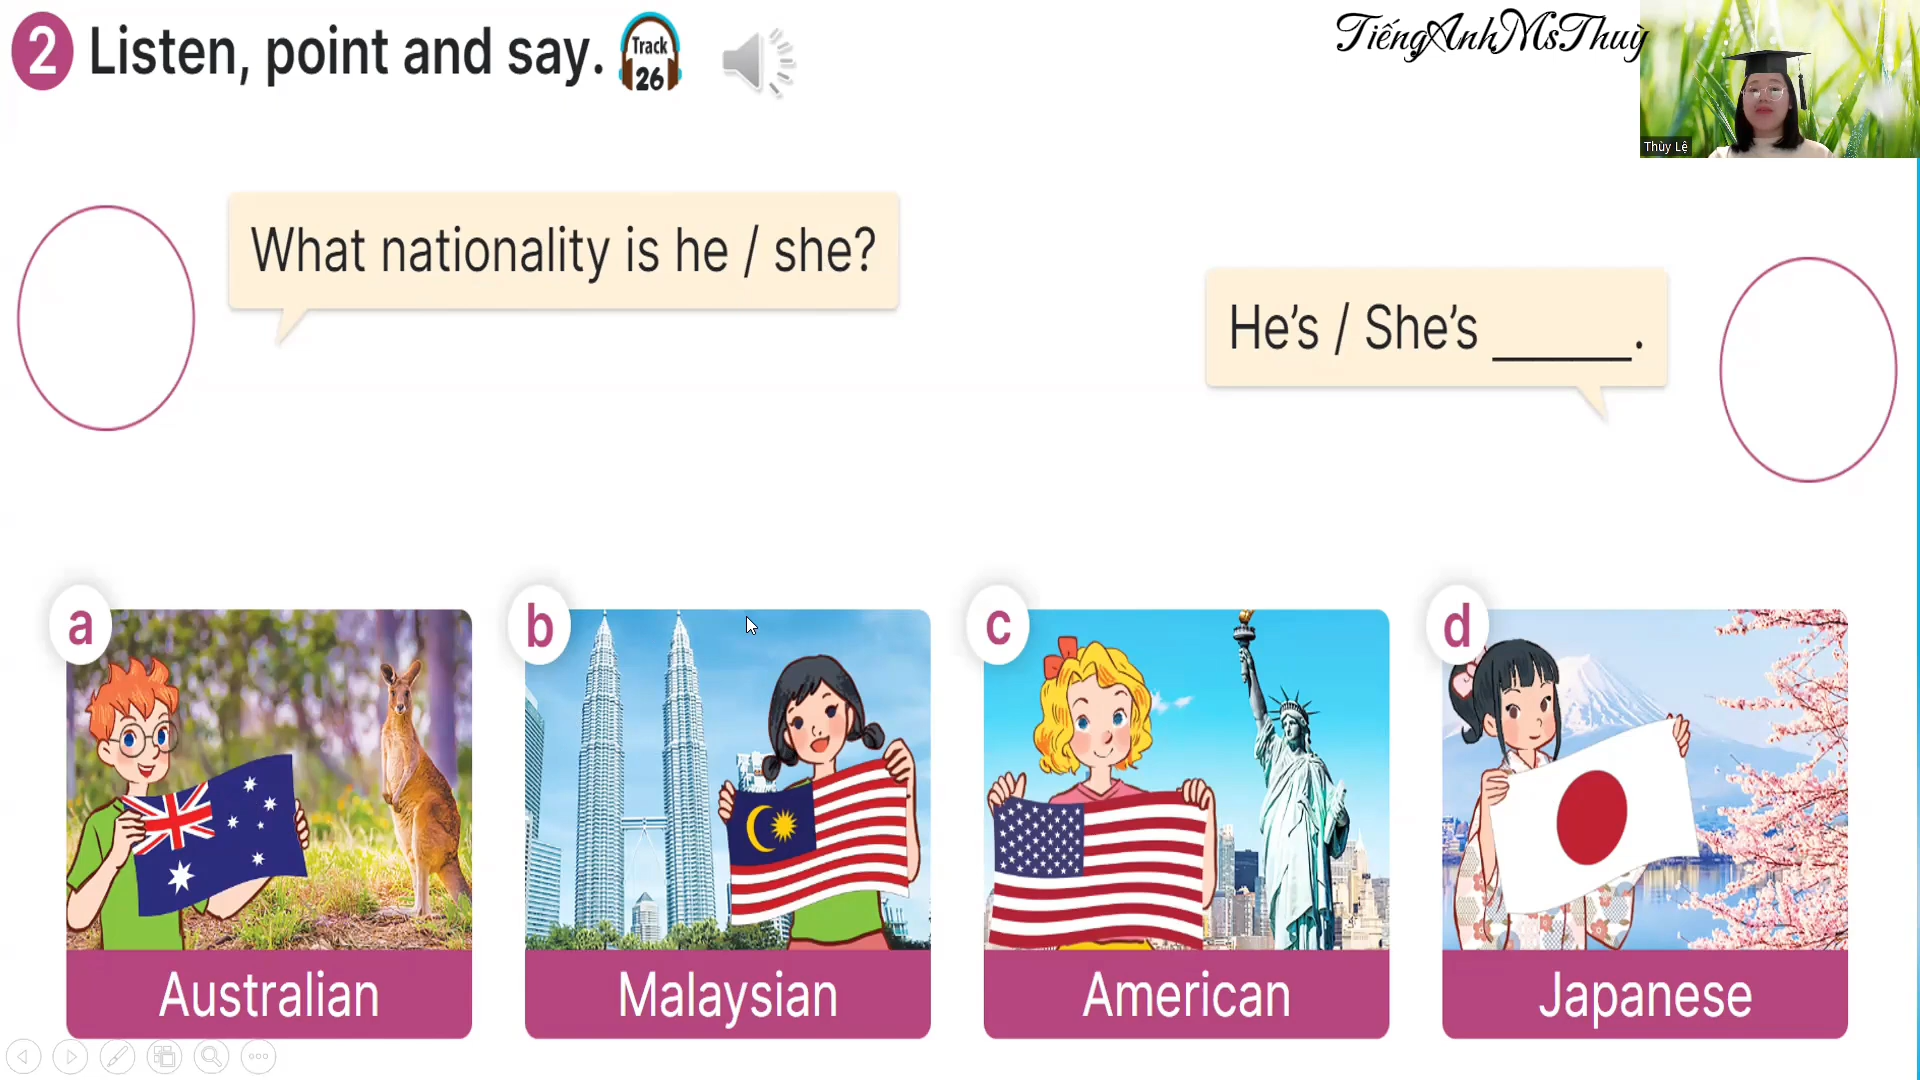 2 Listen, point and say. Track 26
TiếngAnhMsThuỳ
Thùy Lệ
What nationality is he / she?
He's / She's ______.
a
b
c
d
Australian
Malaysian
American
Japanese